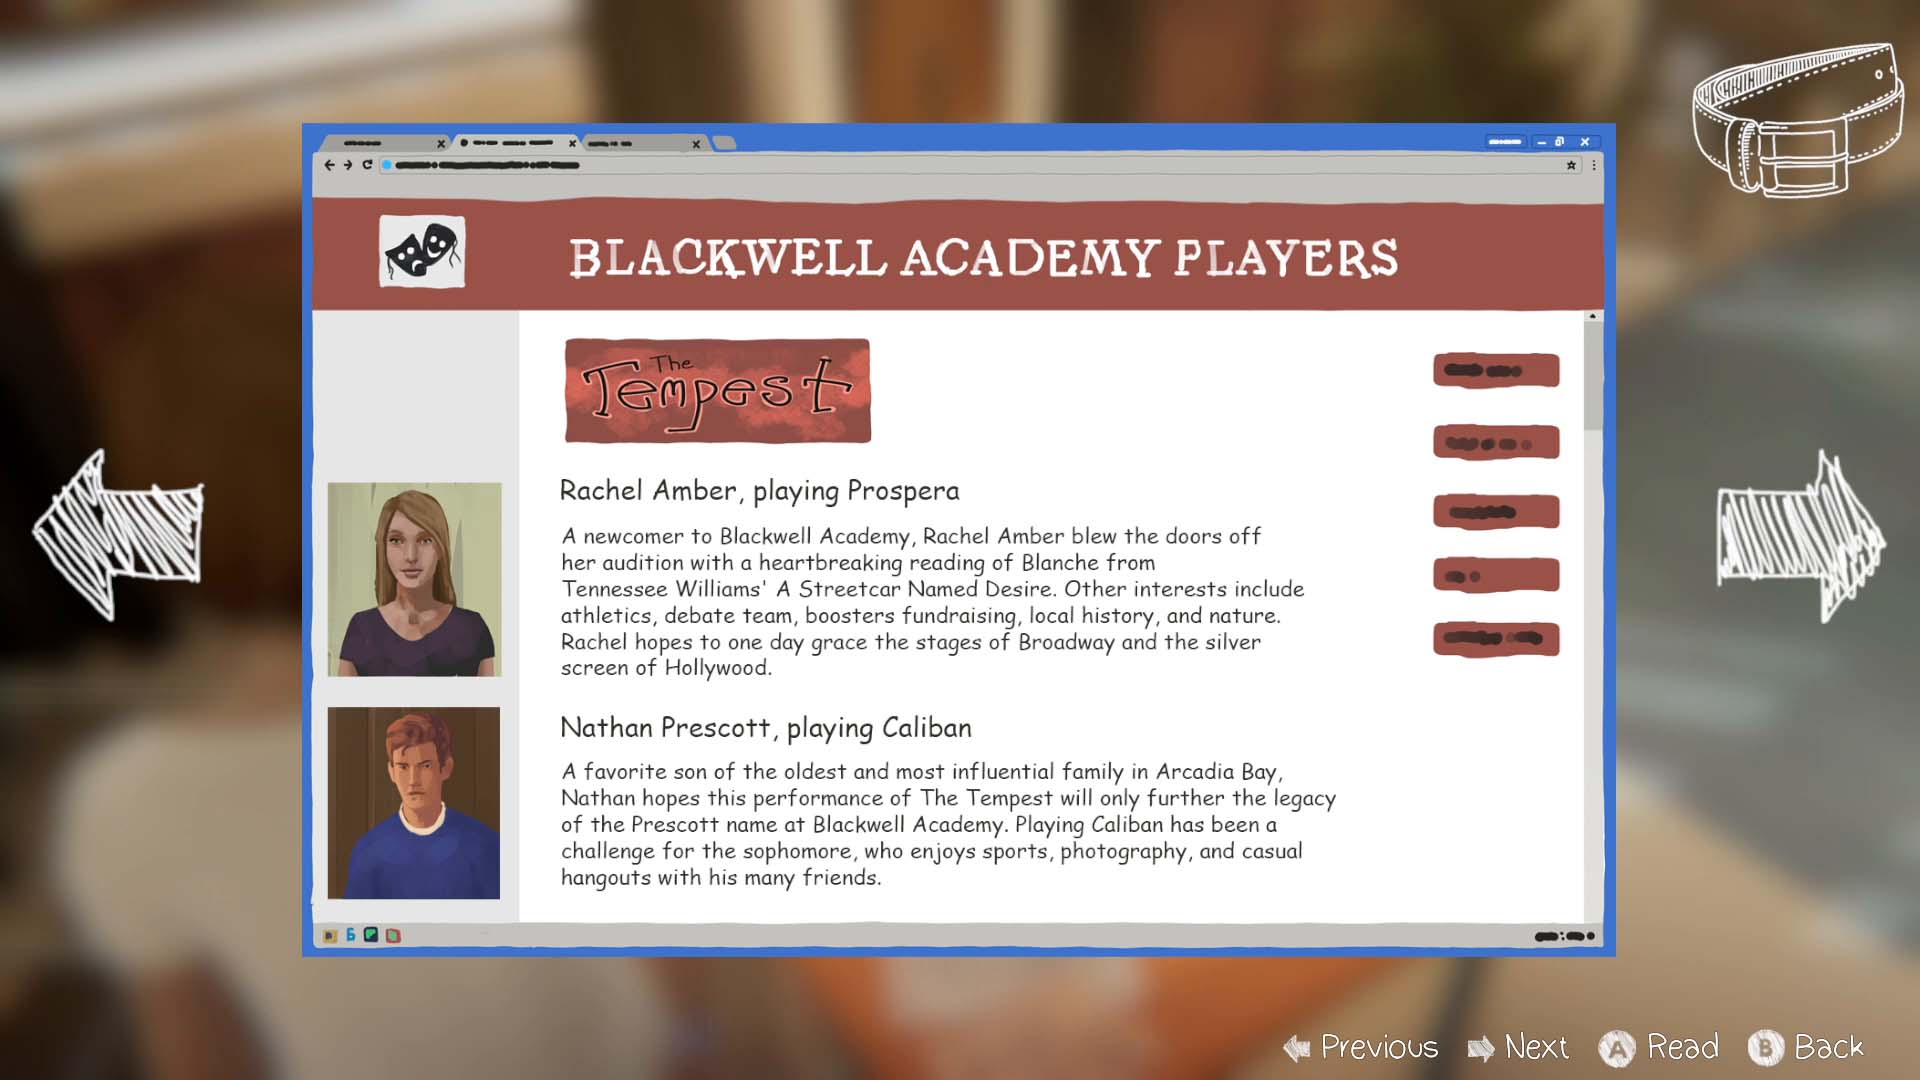 BLACKWELL ACADEMY PLAYERS
The
Tempest
Rachel Amber, playing Prospera
A newcomer to Blackwell Academy, Rachel Amber blew the doors off
her audition with a heartbreaking reading of Blanche from
Tennessee Williams' A Streetcar Named Desire. Other interests include
athletics, debate team, boosters fundraising, local history, and nature.
Rachel hopes to one day grace the stages of Broadway and the silver
screen of Hollywood.
Nathan Prescott, playing Caliban
A favorite son of the oldest and most influential family in Arcadia Bay,
Nathan hopes this performance of The Tempest will only further the legacy
of the Prescott name at Blackwell Academy. Playing Caliban has been a
challenge for the sophomore, who enjoys sports, photography, and casual
hangouts with his many friends.
Previous Next A Read B Back